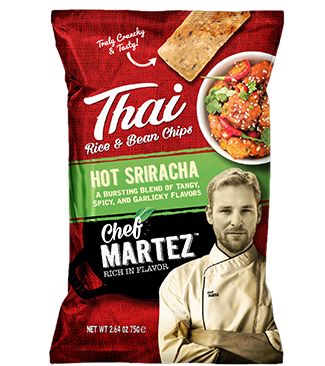 Truly Crunchy
& Tasty!
Thai
Rice & Bean Chips
HOT SRIRACHA
A BURSTING BLEND OF TANGY,
SPICY, AND GARLICKY FLAVORS
Chef
MARTEZ™
RICH IN FLAVOR
NET WT 2.64 OZ 75G℮